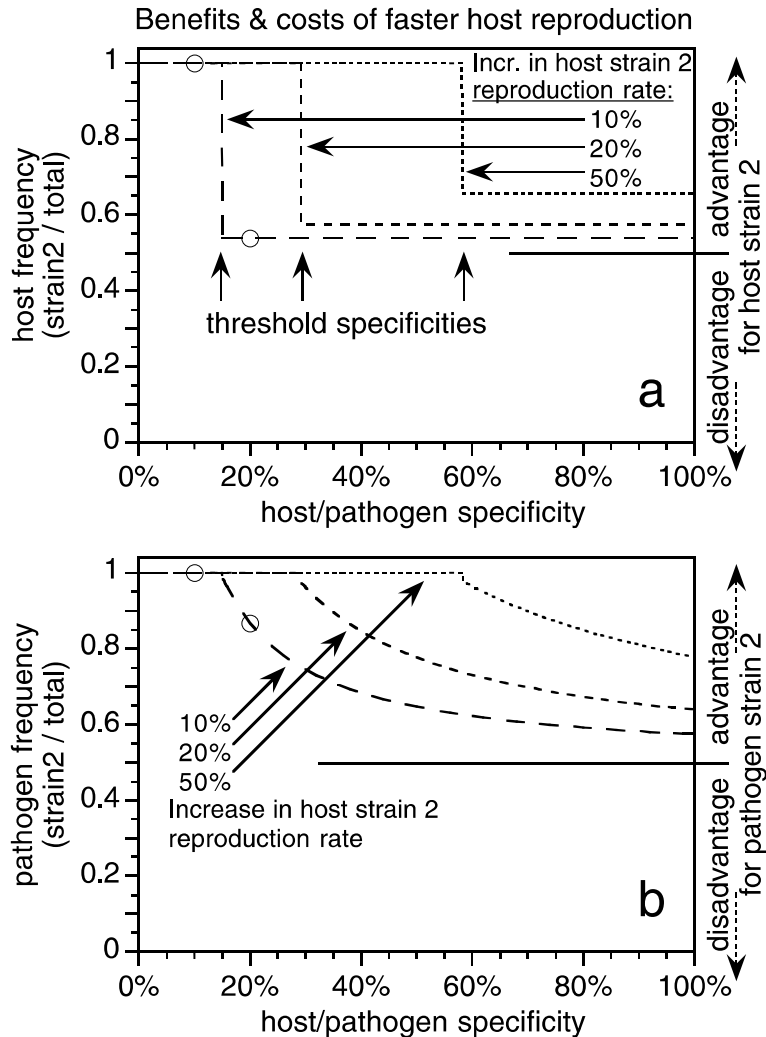 Benefits & costs of faster host reproduction
1
0.8
0.6
0.4
0.2
0
host frequency
(strain2 / total)
Incr. in host strain 2
reproduction rate:
10%
20%
50%
threshold specificities
a
0%
20%
40%
60%
80%
100%
host/pathogen specificity
disadvantage advantage
for host strain 2
1
0.8
0.6
0.4
0.2
0
pathogen frequency
(strain2 / total)
10%
20%
50%
Increase in host strain 2
reproduction rate
b
0%
20%
40%
60%
80%
100%
host/pathogen specificity
disadvantage advantage
for pathogen strain 2